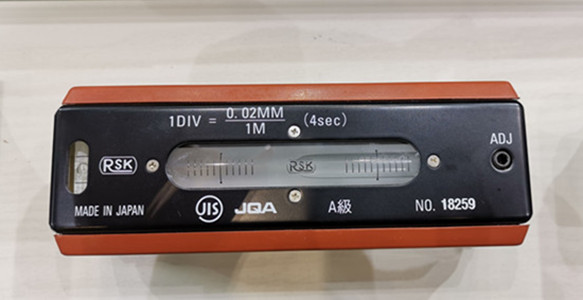 1DIV = 0.02MM/1M (4sec)
ADJ
RSK
RSK
MADE IN JAPAN
JIS
JQA
A級
NO. 18259